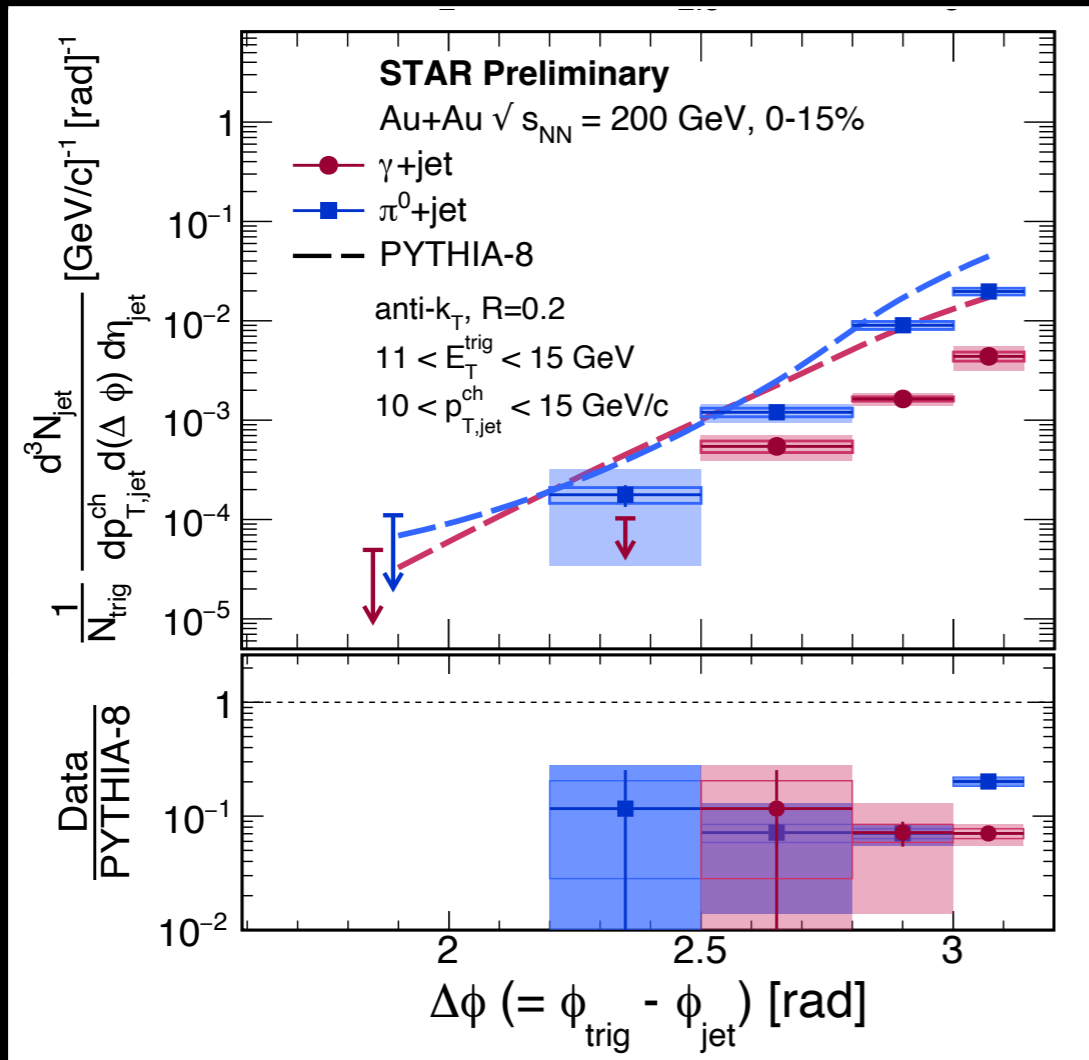 STAR Preliminary
Au+Au √ s_NN = 200 GeV, 0-15%
γ+jet
π⁰+jet
PYTHIA-8
anti-k_T, R=0.2
11 < E_T^trig < 15 GeV
10 < p_T,jet^ch < 15 GeV/c
1/N_trig d³N_jet/dp_T,jet^ch d(Δ ϕ) dη_jet [GeV/c]⁻¹ [rad]⁻¹
1
10⁻¹
10⁻²
10⁻³
10⁻⁴
10⁻⁵
Data/PYTHIA-8
1
10⁻¹
10⁻²
2 2.5 3
Δϕ (= ϕ_trig - ϕ_jet) [rad]